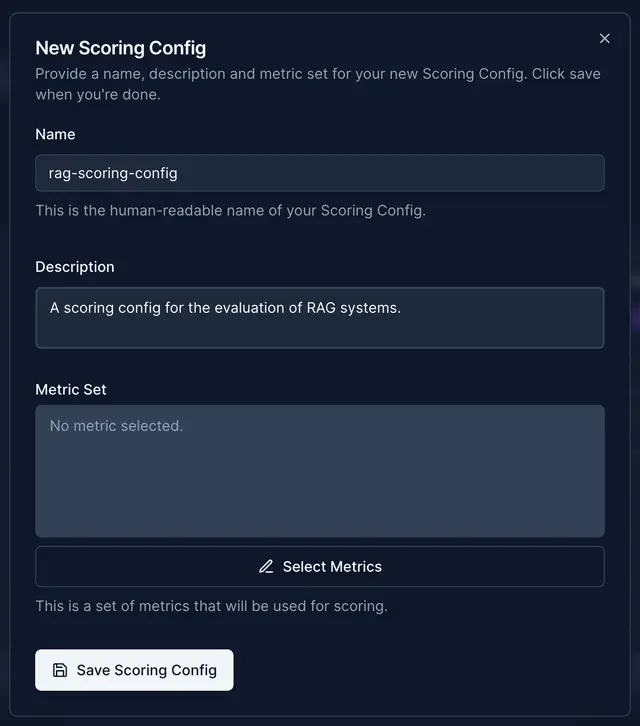 New Scoring Config
Provide a name, description and metric set for your new Scoring Config. Click save
when you're done.
Name
rag-scoring-config
This is the human-readable name of your Scoring Config.
Description
A scoring config for the evaluation of RAG systems.
Metric Set
No metric selected.
Select Metrics
This is a set of metrics that will be used for scoring.
Save Scoring Config